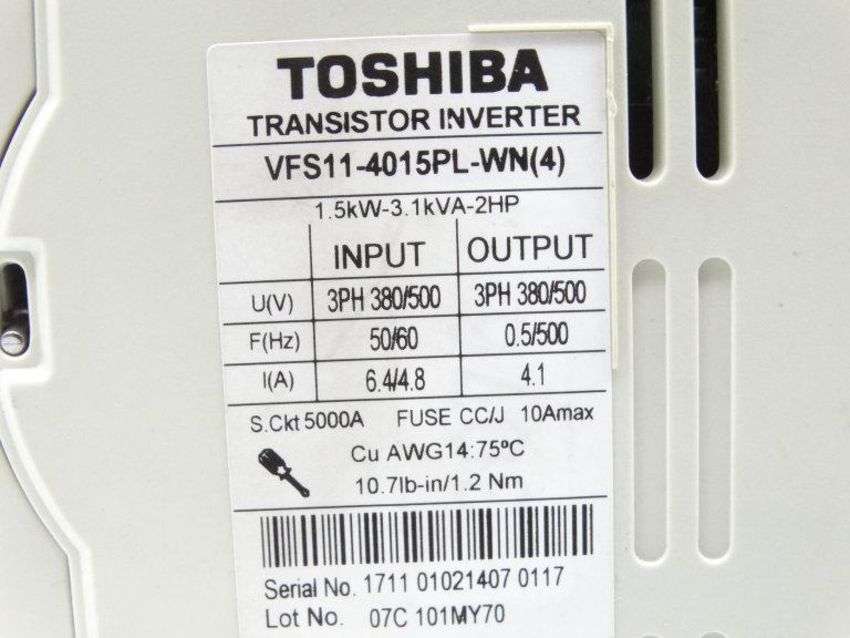 TOSHIBA
TRANSISTOR INVERTER
VFS11-4015PL-WN(4)
1.5kW-3.1kVA-2HP
INPUT OUTPUT
U(V) 3PH 380/500 3PH 380/500
F(Hz) 50/60 0.5/500
I(A) 6.4/4.8 4.1
S.Ckt 5000A FUSE CC/J 10Amax
Cu AWG14:75ºC
10.7lb-in/1.2 Nm
Serial No. 1711 01021407 0117
Lot No. 07C 101MY70